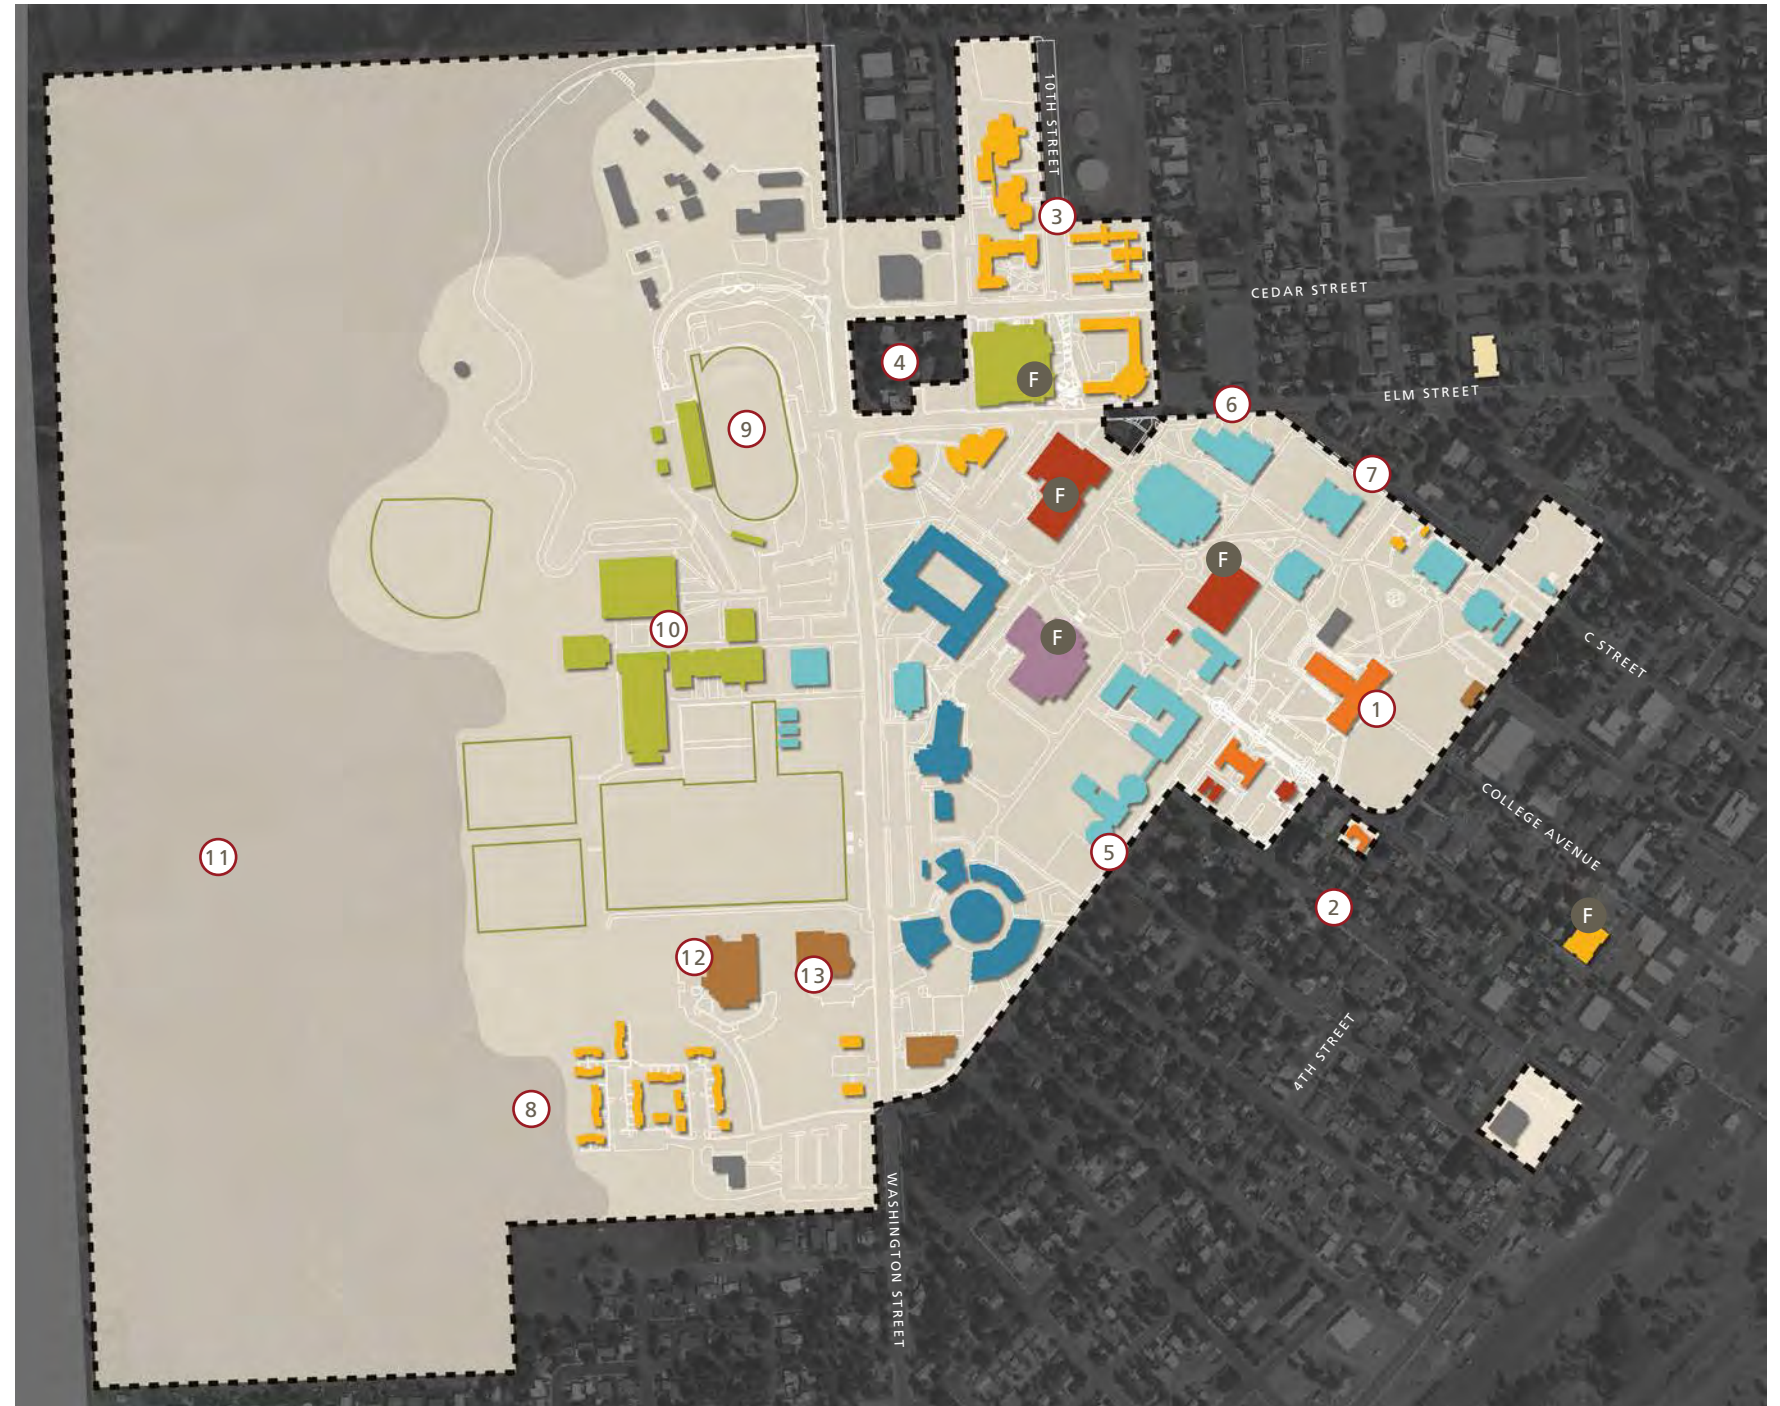 10TH STREET
3
CEDAR STREET
4
F
ELM STREET
6
9
7
F
F
10
F
C STREET
1
COLLEGE AVENUE
11
5
2
F
12
13
4TH STREET
8
WASHINGTON STREET